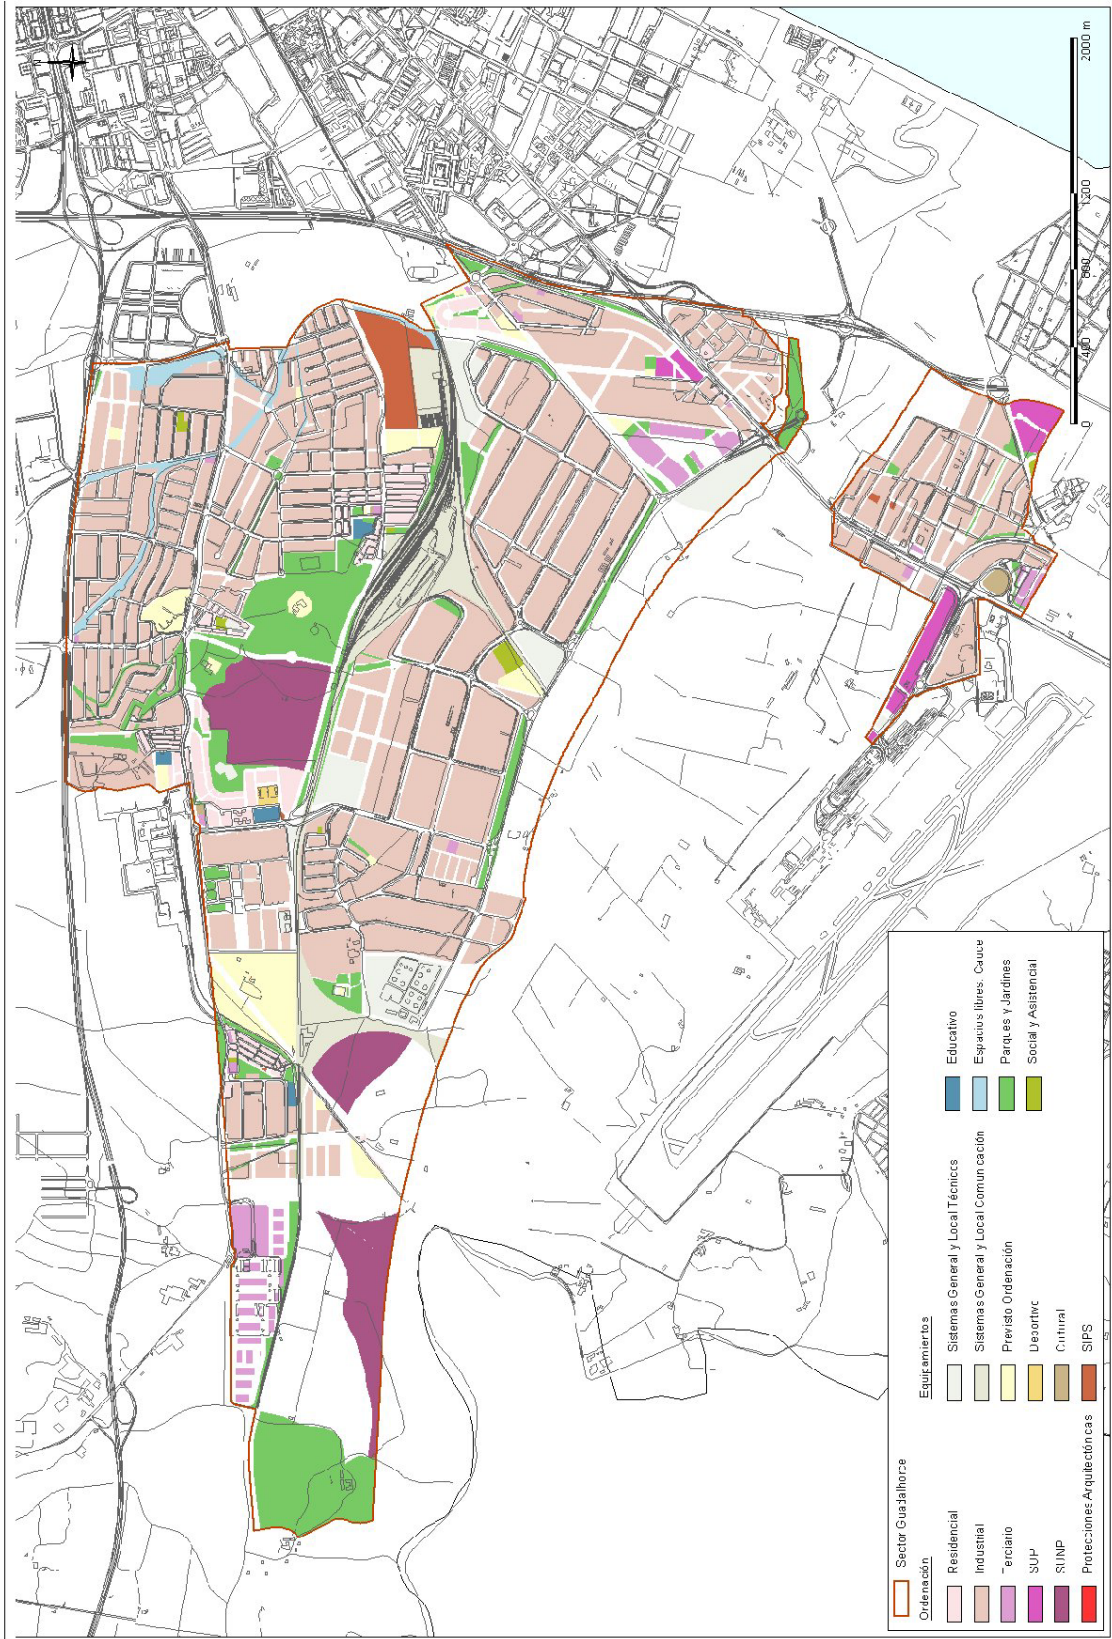 N
0
400
800
1200
2000 m
Sector Guadalhorce
Ordenación
Residencial
Industrial
Terciario
SUP
SUNP
Protecciones Arquitectónicas
Equipamientos
Sistemas General y Local Técnicos
Sistemas General y Local Comunicación
Previsto Ordenación
Deportivo
Cultural
SIPS
Educativo
Espacios libres. Cauce
Parques y Jardines
Social y Asistencial